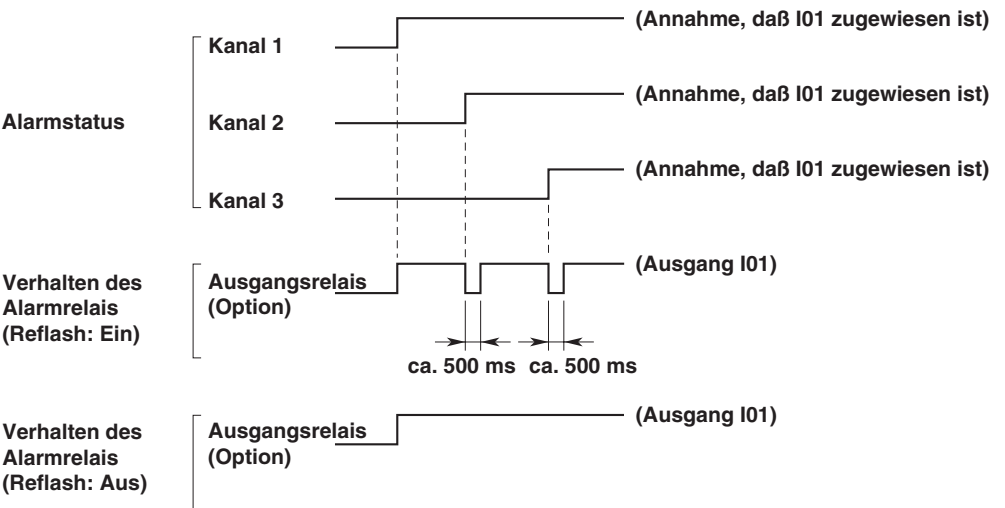 Kanal 1
(Annahme, daß I01 zugewiesen ist)
Alarmstatus
Kanal 2
(Annahme, daß I01 zugewiesen ist)
Kanal 3
(Annahme, daß I01 zugewiesen ist)
Verhalten des
Alarmrelais
(Reflash: Ein)
Ausgangsrelais
(Option)
(Ausgang I01)
ca. 500 ms
ca. 500 ms
Verhalten des
Alarmrelais
(Reflash: Aus)
Ausgangsrelais
(Option)
(Ausgang I01)